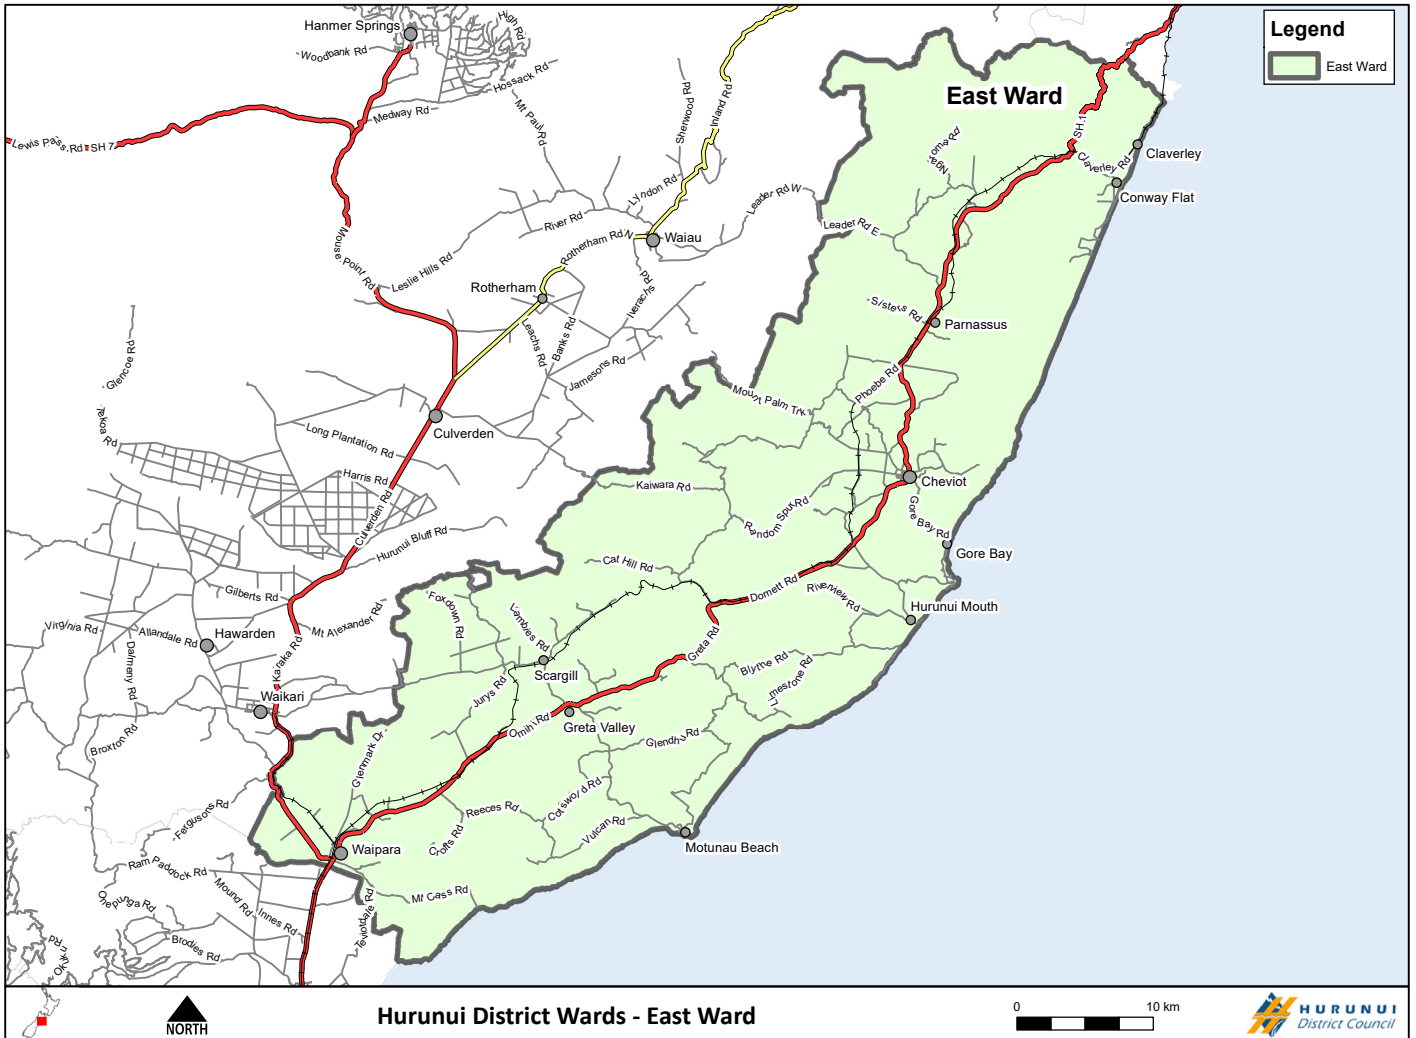 Hanmer Springs
High Rd
Woodbank Rd
Hossack Rd
Medway Rd
Mt Paul Rd
Sherwood Rd
Inland Rd
Lewis Pass Rd - SH 7
Legend
East Ward
East Ward
SH 1
Claverley Rd
Claverley
Conway Flat
Ngaroma Rd
Lyndon Rd
Leader Rd W
Leader Rd E
River Rd
Rotherham Rd N
Waiau
Mouse Point Rd
Leslie Hills Rd
Rotherham
Iverachs Rd
Leachs Rd
Banks Rd
Jamesons Rd
Sisters Rd
Parnassus
Glencoe Rd
Tekoa Rd
Phoebe Rd
Mount Palm Trk
Culverden
Long Plantation Rd
Harris Rd
Culverden Rd
Kaiwara Rd
Random Spur Rd
Cheviot
Gore Bay Rd
Gore Bay
Hurunui Bluff Rd
Cat Hill Rd
Domett Rd
Riverview Rd
Hurunui Mouth
Gilberts Rd
Mt Alexander Rd
Foxdown Rd
Lambies Rd
Virginia Rd
Allandale Rd
Hawarden
Dalmeny Rd
Karaka Rd
Scargill
Greta Rd
Blythe Rd
Limestone Rd
Jurys Rd
Waikari
Omihi Rd
Greta Valley
Broxton Rd
Glenmark Dr
Fergusons Rd
Reeces Rd
Cotswold Rd
Crofts Rd
Vulcan Rd
Motunau Beach
Waipara
Ram Paddock Rd
Mound Rd
Onepunga Rd
Innes Rd
Mt Cass Rd
Teviotdale Rd
Brodies Rd
Okuku Rd
NORTH
Hurunui District Wards - East Ward
0 10 km
HURUNUI
District Council